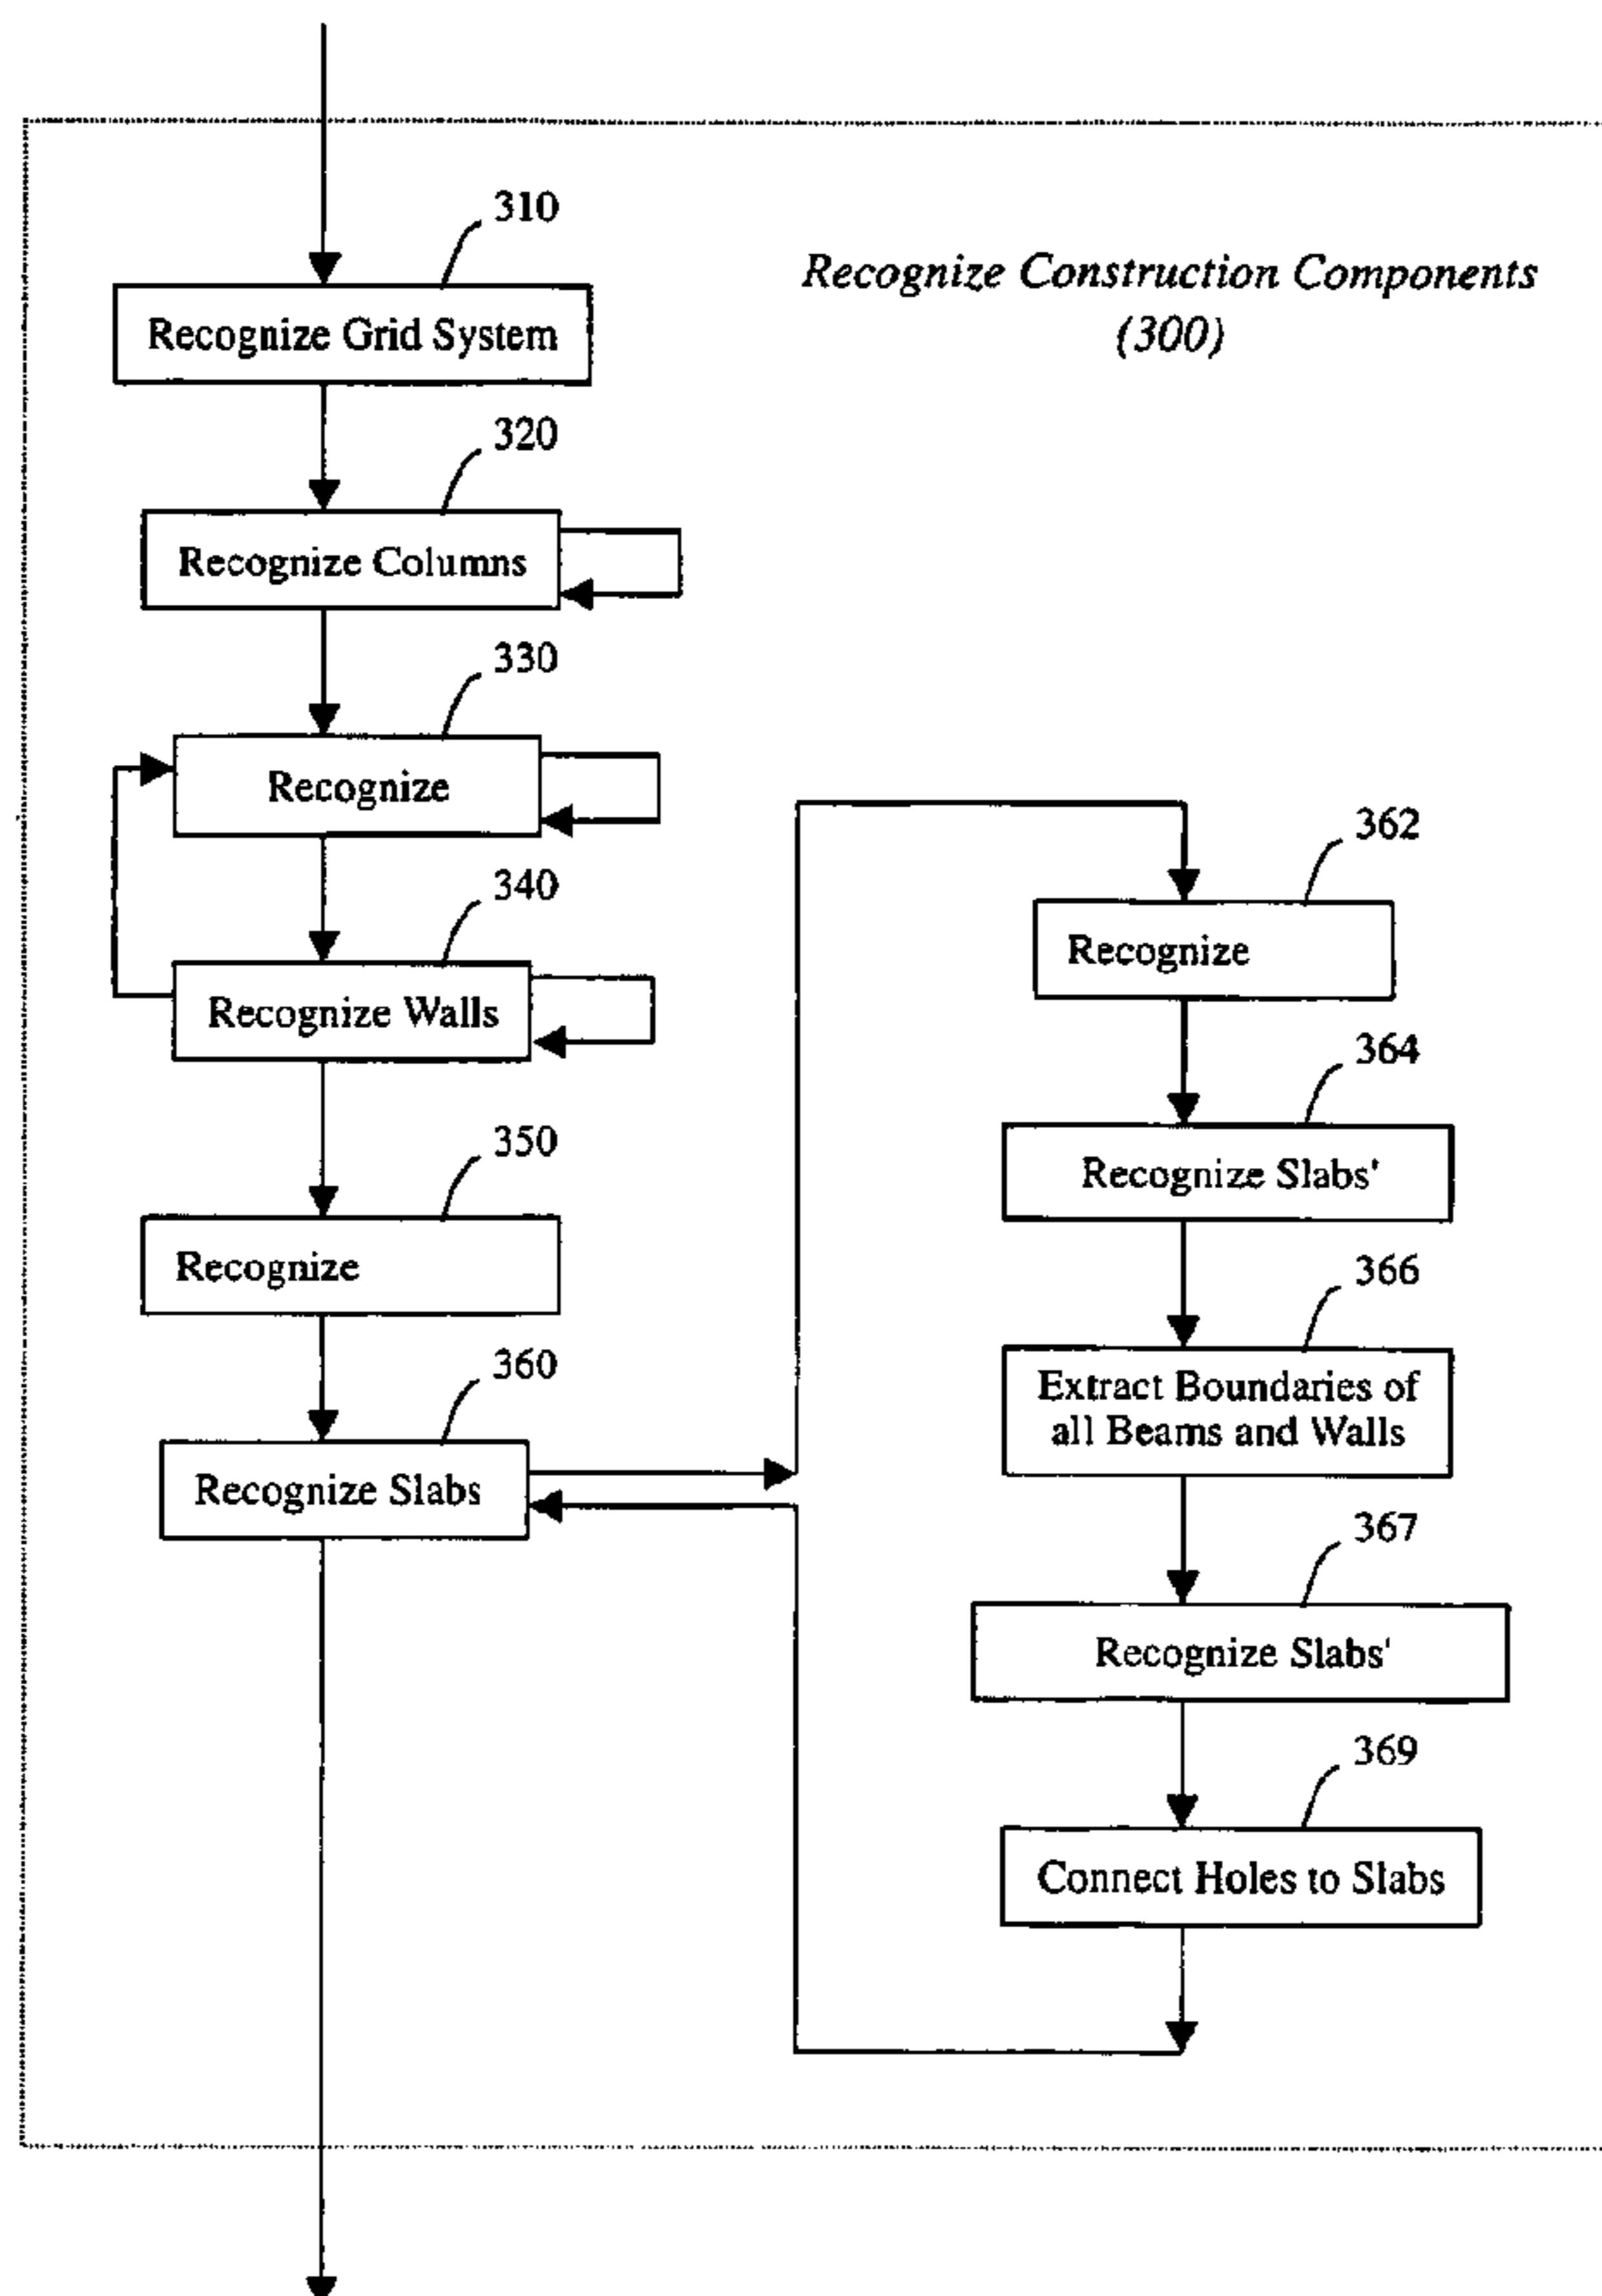 310
Recognize Construction Components
(300)
Recognize Grid System
320
Recognize Columns
330
Recognize
340
Recognize Walls
350
Recognize
360
Recognize Slabs
362
Recognize
364
Recognize Slabs'
366
Extract Boundaries of
all Beams and Walls
367
Recognize Slabs'
369
Connect Holes to Slabs